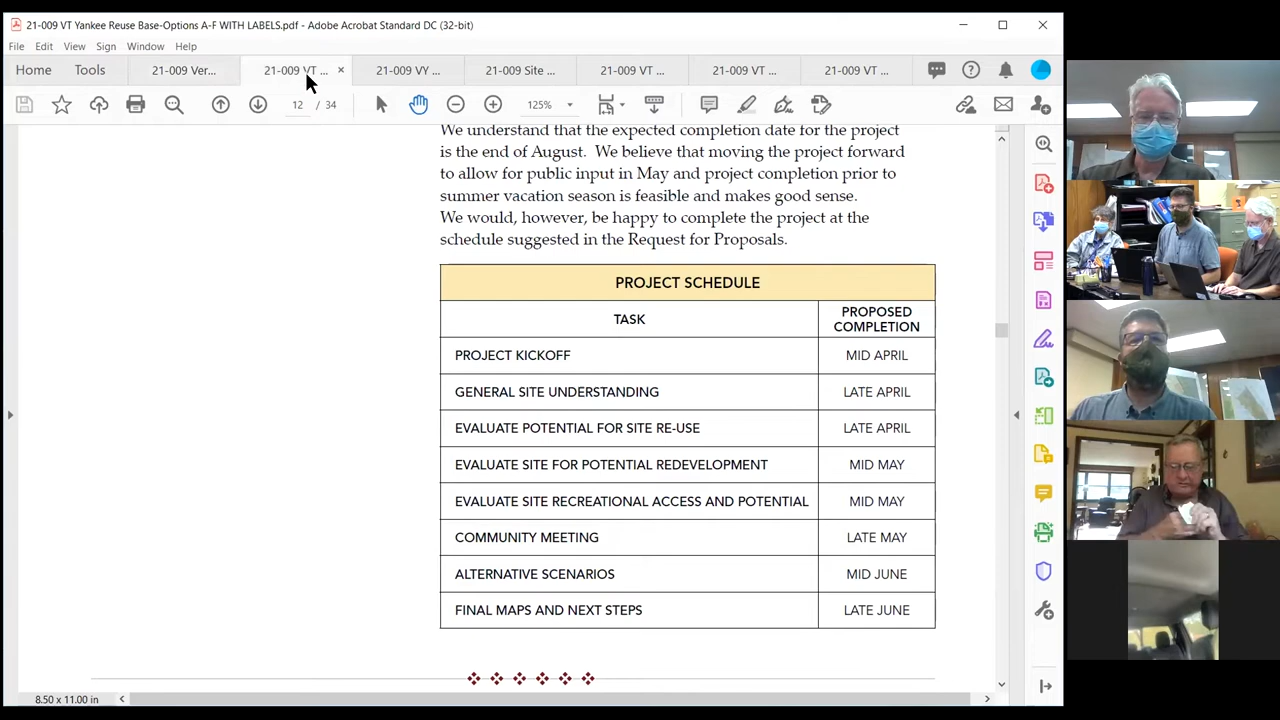 21-009 VT Yankee Reuse Base-Options A-F WITH LABELS.pdf - Adobe Acrobat Standard DC (32-bit)
File Edit View Sign Window Help
Home Tools 21-009 Ver... 21-009 VT ... 21-009 VY ... 21-009 Site ... 21-009 VT ... 21-009 VT ... 21-009 VT ...
12 / 34 125%
We understand that the expected completion date for the project
is the end of August. We believe that moving the project forward
to allow for public input in May and project completion prior to
summer vacation season is feasible and makes good sense.
We would, however, be happy to complete the project at the
schedule suggested in the Request for Proposals.
PROJECT SCHEDULE
TASK PROPOSED COMPLETION
PROJECT KICKOFF MID APRIL
GENERAL SITE UNDERSTANDING LATE APRIL
EVALUATE POTENTIAL FOR SITE RE-USE LATE APRIL
EVALUATE SITE FOR POTENTIAL REDEVELOPMENT MID MAY
EVALUATE SITE RECREATIONAL ACCESS AND POTENTIAL MID MAY
COMMUNITY MEETING LATE MAY
ALTERNATIVE SCENARIOS MID JUNE
FINAL MAPS AND NEXT STEPS LATE JUNE
8.50 x 11.00 in